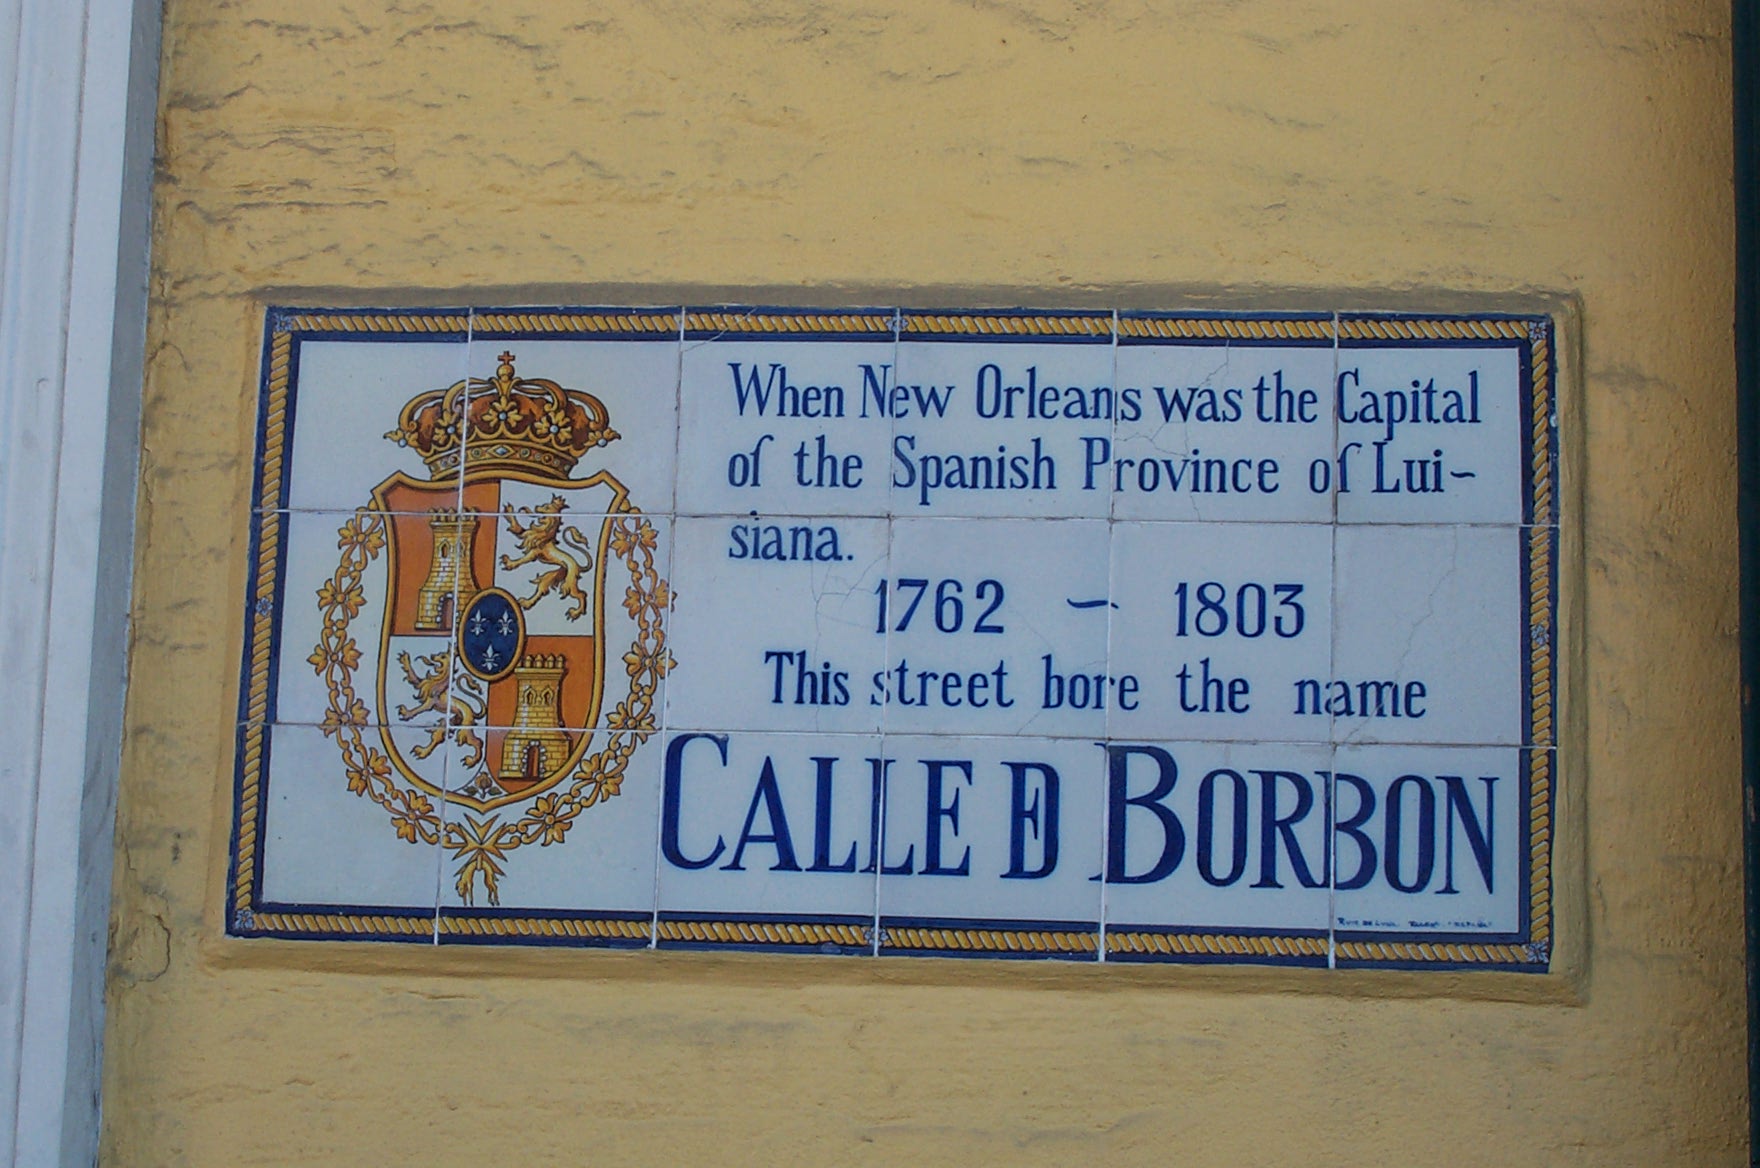 When New Orleans was the Capital
of the Spanish Province of Lui~
siana.
1762 ~ 1803
This street bore the name
CALLE DE BORBON